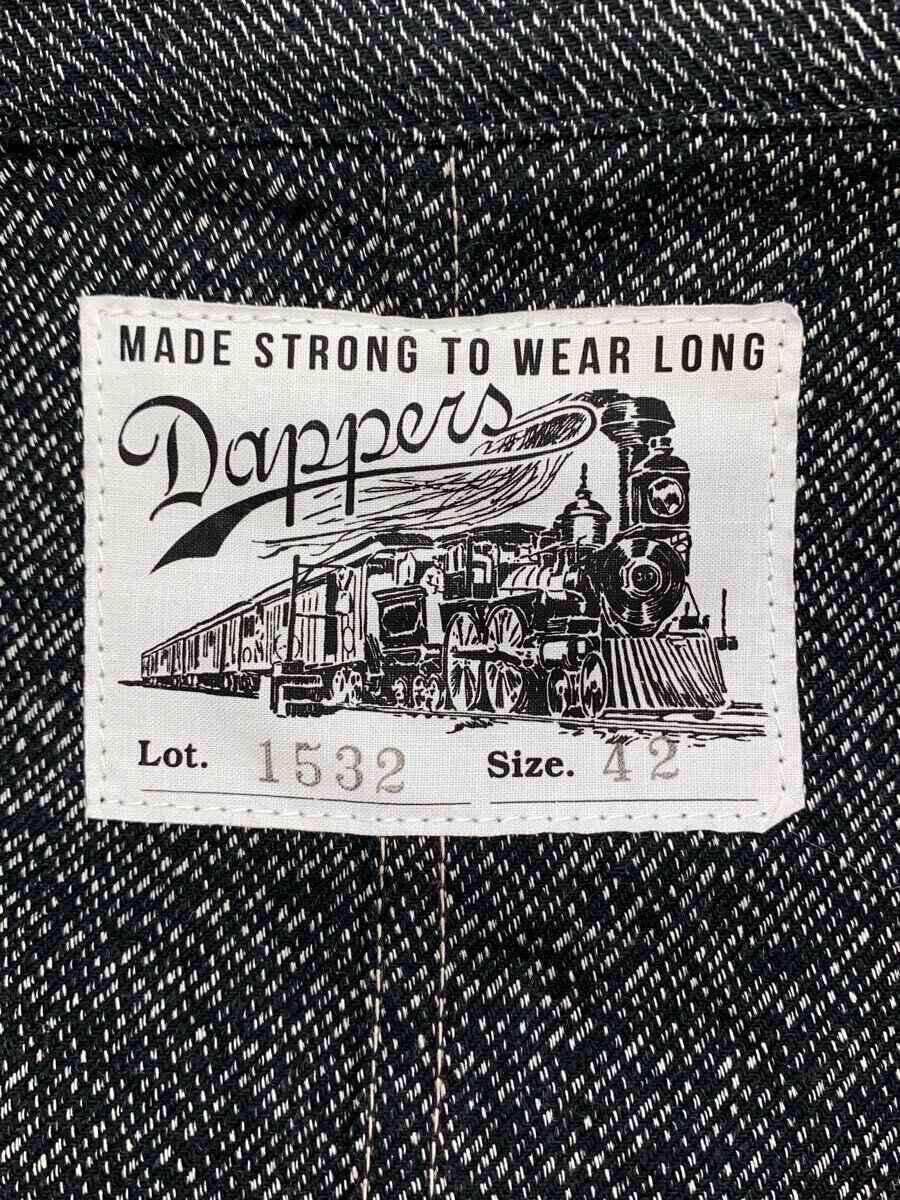 MADE STRONG TO WEAR LONG
Dappers
Lot. 1532 Size. 42